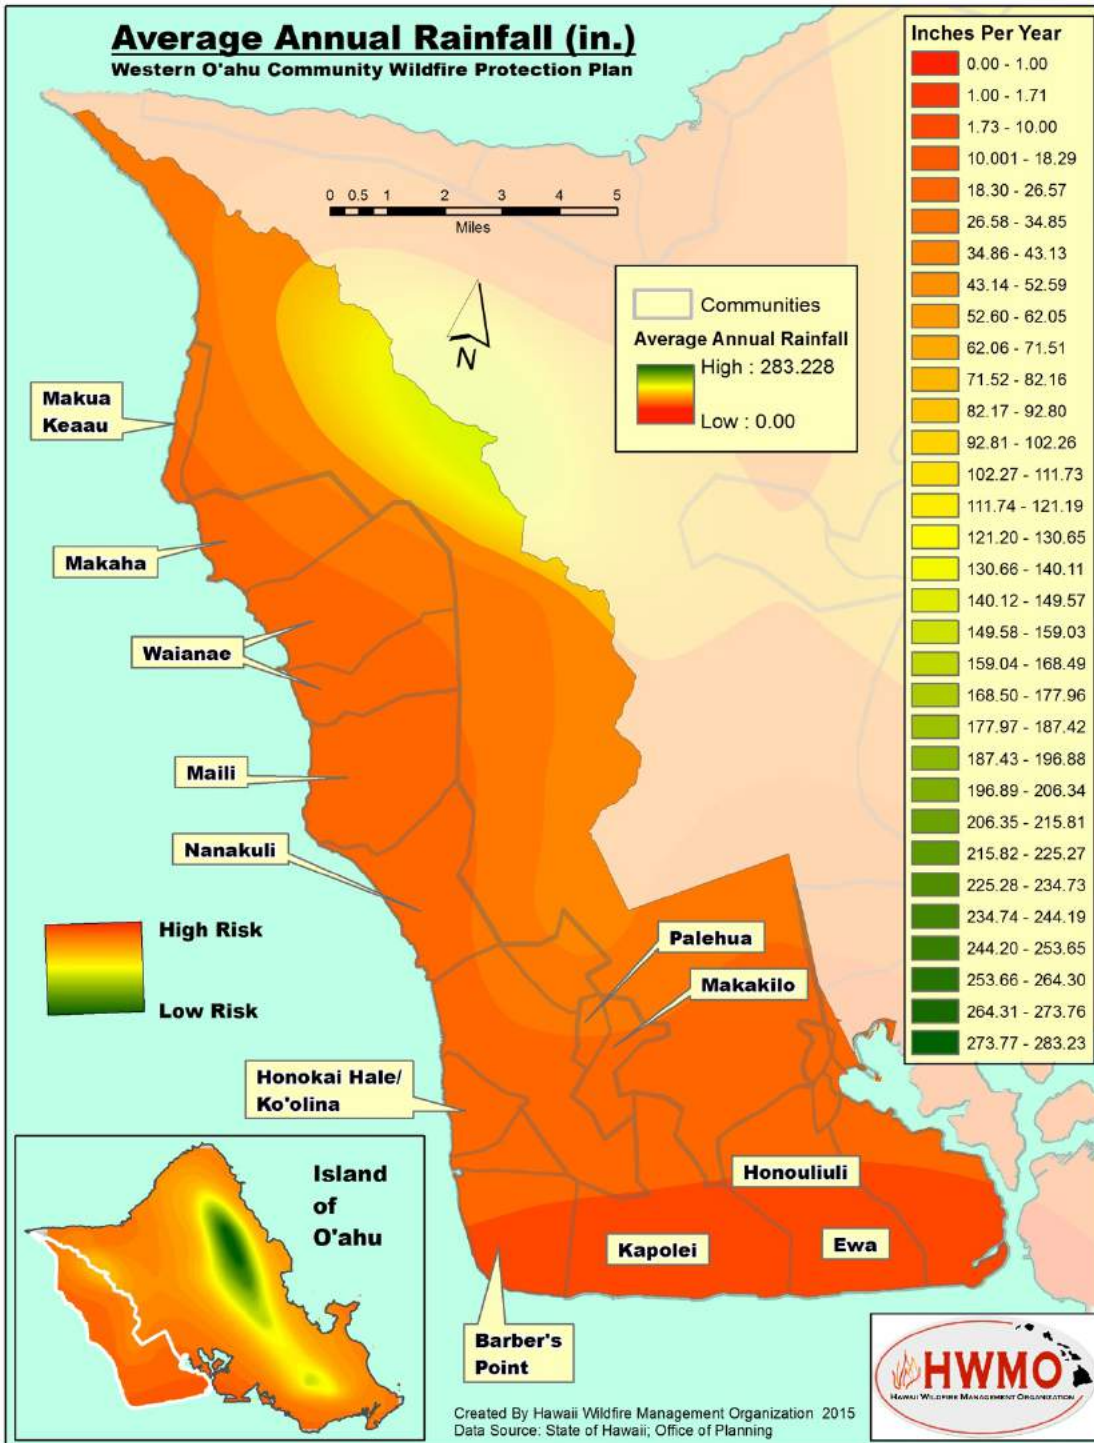 Average Annual Rainfall (in.)
Western O'ahu Community Wildfire Protection Plan
Inches Per Year
0.00 - 1.00
1.00 - 1.71
1.73 - 10.00
10.001 - 18.29
18.30 - 26.57
26.58 - 34.85
34.86 - 43.13
43.14 - 52.59
52.60 - 62.05
62.06 - 71.51
71.52 - 82.16
82.17 - 92.80
92.81 - 102.26
102.27 - 111.73
111.74 - 121.19
121.20 - 130.65
130.66 - 140.11
140.12 - 149.57
149.58 - 159.03
159.04 - 168.49
168.50 - 177.96
177.97 - 187.42
187.43 - 196.88
196.89 - 206.34
206.35 - 215.81
215.82 - 225.27
225.28 - 234.73
234.74 - 244.19
244.20 - 253.65
253.66 - 264.30
264.31 - 273.76
273.77 - 283.23
0 0.5 1 2 3 4 5
Miles
N
Communities
Average Annual Rainfall
High : 283.228
Low : 0.00
Makua
Keaau
Makaha
Waianae
Maili
Nanakuli
High Risk
Low Risk
Palehua
Makakilo
Honokai Hale/
Ko'olina
Honouliuli
Kapolei
Ewa
Barber's
Point
Island
of
O'ahu
HWMO
HAWAII WILDFIRE MANAGEMENT ORGANIZATION
Created By Hawaii Wildfire Management Organization 2015
Data Source: State of Hawaii; Office of Planning